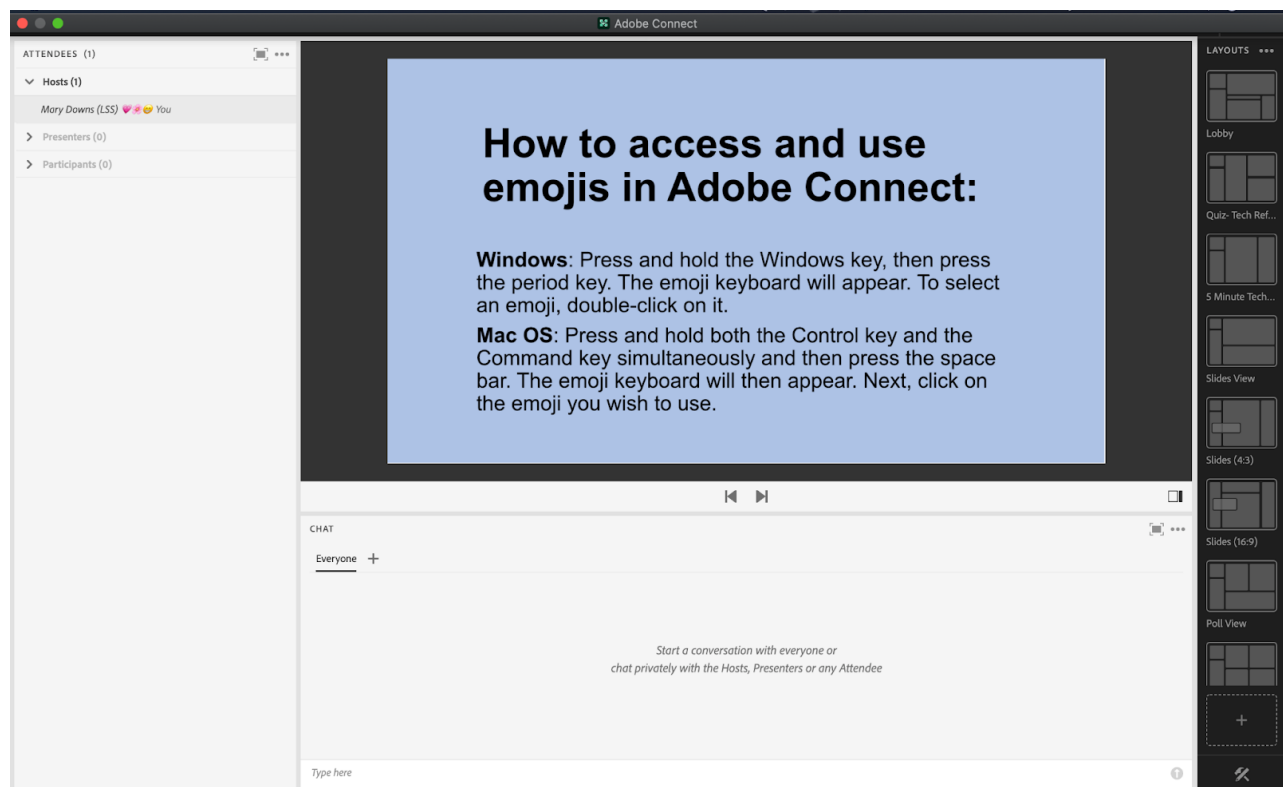 Adobe Connect
ATTENDEES (1)
Hosts (1)
Mary Downs (LSS) 💗🌸🤠 You
Presenters (0)
Participants (0)
How to access and use
emojis in Adobe Connect:
Windows: Press and hold the Windows key, then press
the period key. The emoji keyboard will appear. To select
an emoji, double-click on it.
Mac OS: Press and hold both the Control key and the
Command key simultaneously and then press the space
bar. The emoji keyboard will then appear. Next, click on
the emoji you wish to use.
CHAT
Everyone
Start a conversation with everyone or
chat privately with the Hosts, Presenters or any Attendee
Type here
LAYOUTS
Lobby
Quiz- Tech Ref...
5 Minute Tech...
Slides View
Slides (4:3)
Slides (16:9)
Poll View